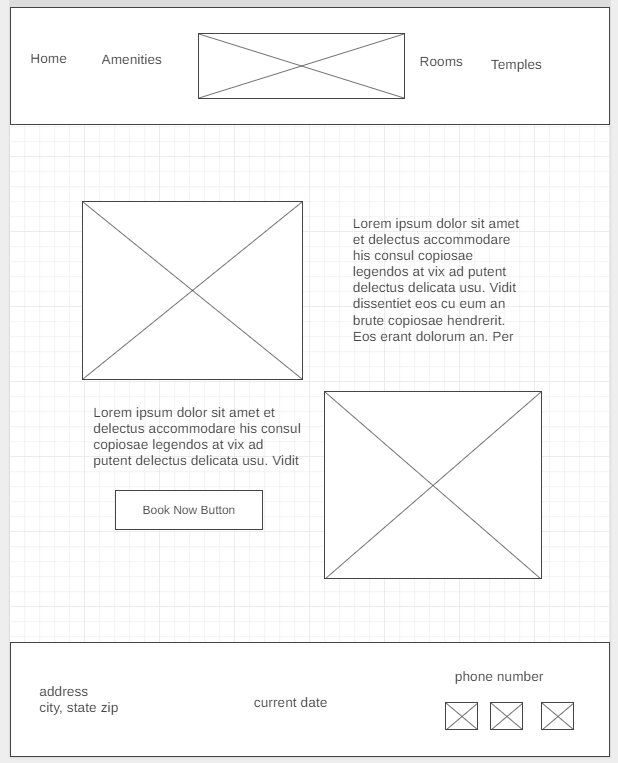 Home
Amenities
Rooms
Temples
Lorem ipsum dolor sit amet
et delectus accommodare
his consul copiosae
legendos at vix ad putent
delectus delicata usu. Vidit
dissentiet eos cu eum an
brute copiosae hendrerit.
Eos erant dolorum an. Per
Lorem ipsum dolor sit amet et
delectus accommodare his consul
copiosae legendos at vix ad
putent delectus delicata usu. Vidit
Book Now Button
address
city, state zip
current date
phone number